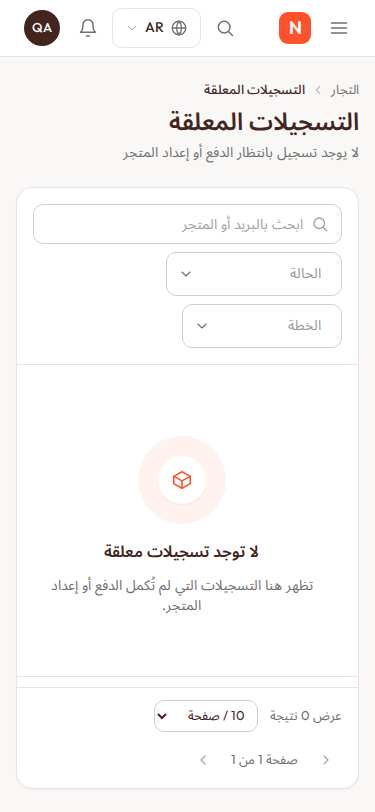 N
AR
QA
التجار
التسجيلات المعلقة
التسجيلات المعلقة
لا يوجد تسجيل بانتظار الدفع أو إعداد المتجر
ابحث بالبريد أو المتجر
الحالة
الخطة
لا توجد تسجيلات معلقة
تظهر هنا التسجيلات التي لم تُكمل الدفع أو إعداد
المتجر.
عرض 0 نتيجة
10 / صفحة
صفحة 1 من 1